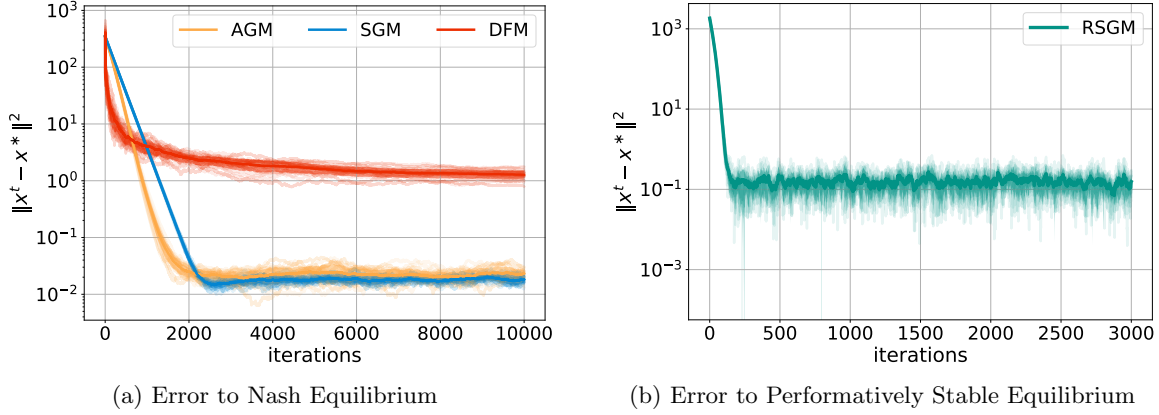 AGM SGM DFM
10³
10²
10¹
10⁰
10⁻¹
10⁻²
‖x^t − x*‖²
0 2000 4000 6000 8000 10000
iterations
(a) Error to Nash Equilibrium
RSGM
10³
10¹
10⁻¹
10⁻³
‖x^t − x*‖²
0 500 1000 1500 2000 2500 3000
iterations
(b) Error to Performatively Stable Equilibrium